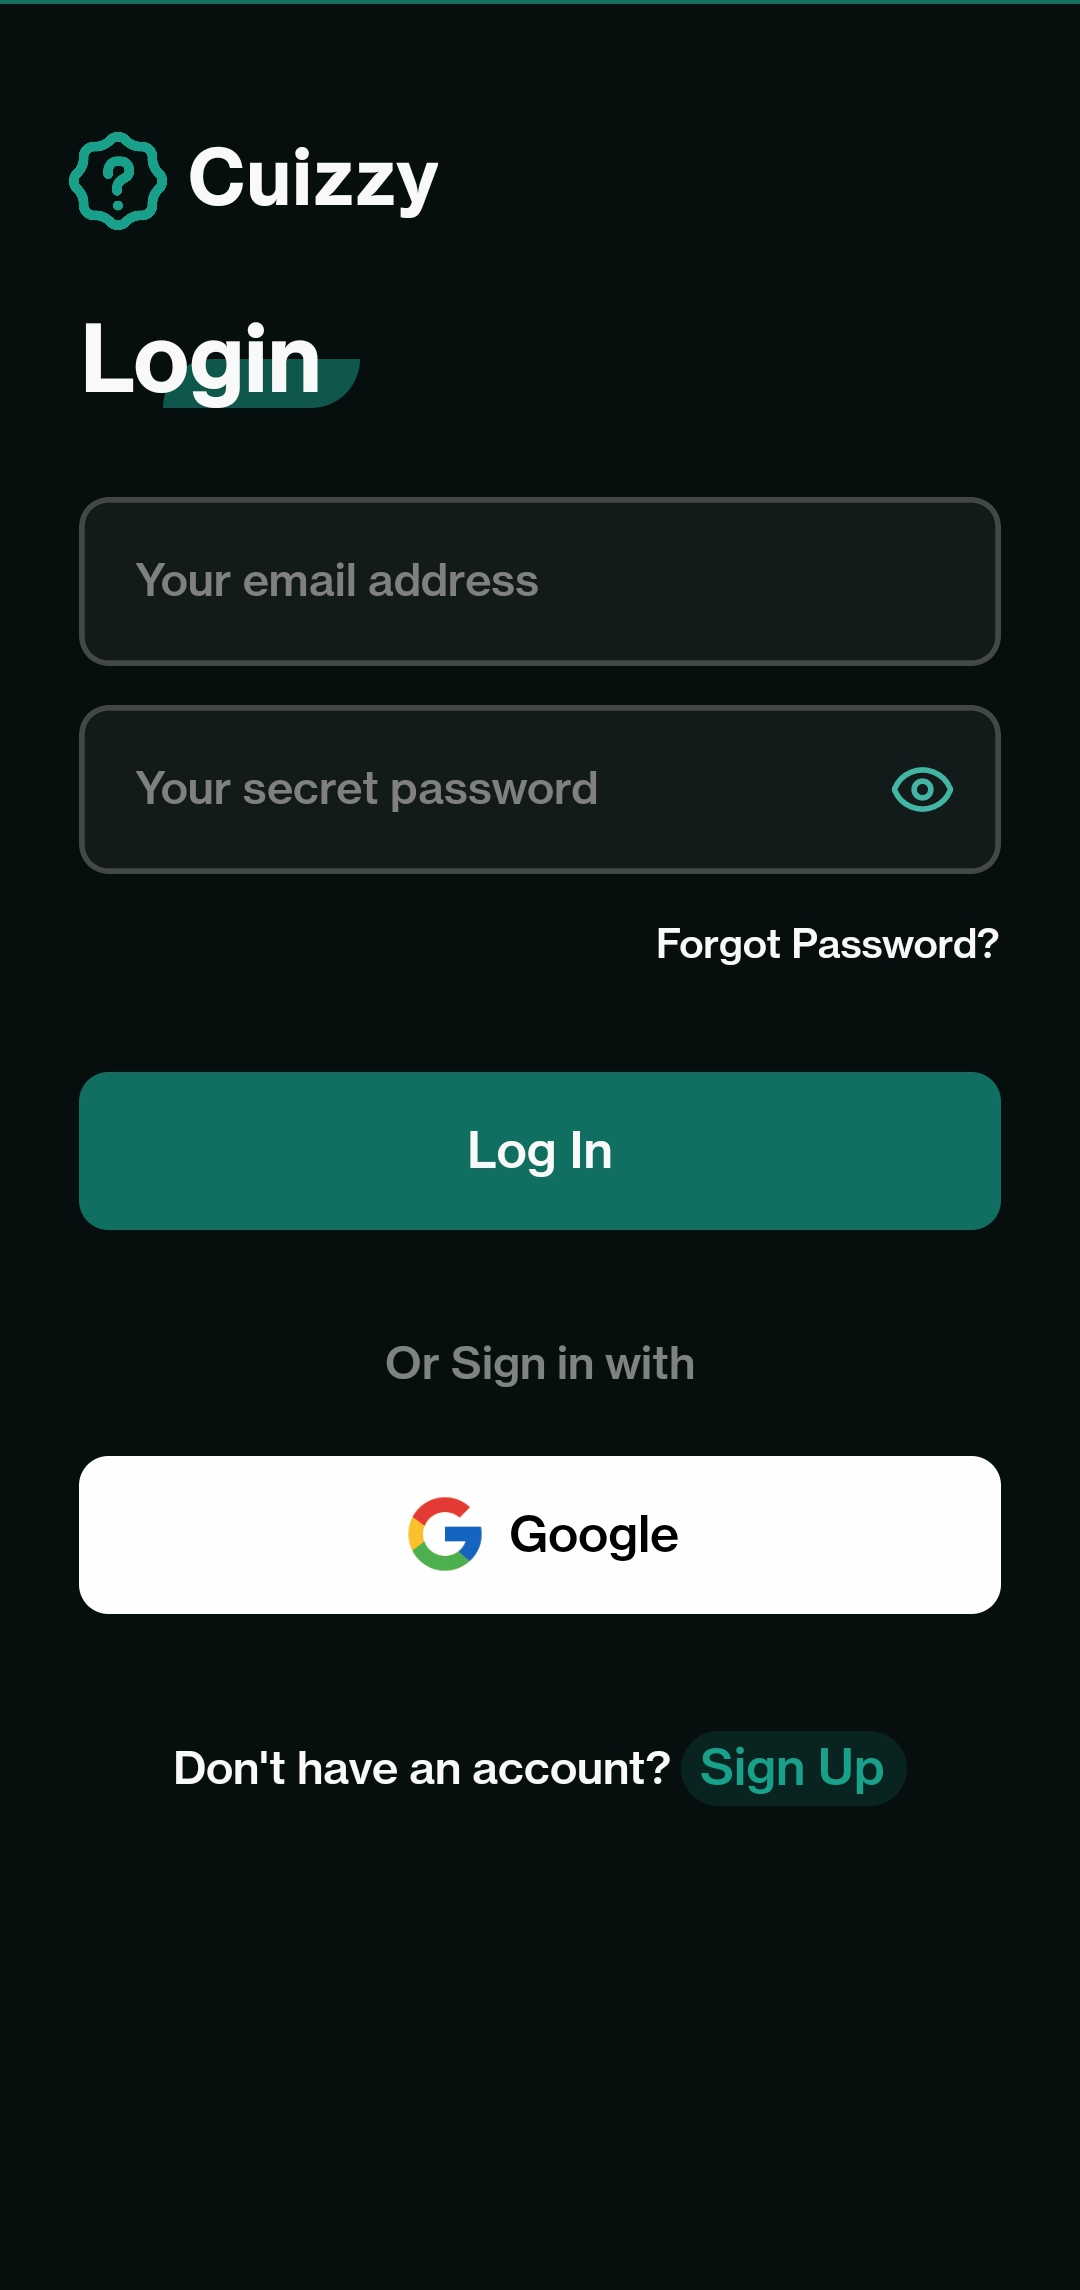 Cuizzy
Login
Your email address
Your secret password
Forgot Password?
Log In
Or Sign in with
Google
Don't have an account? Sign Up